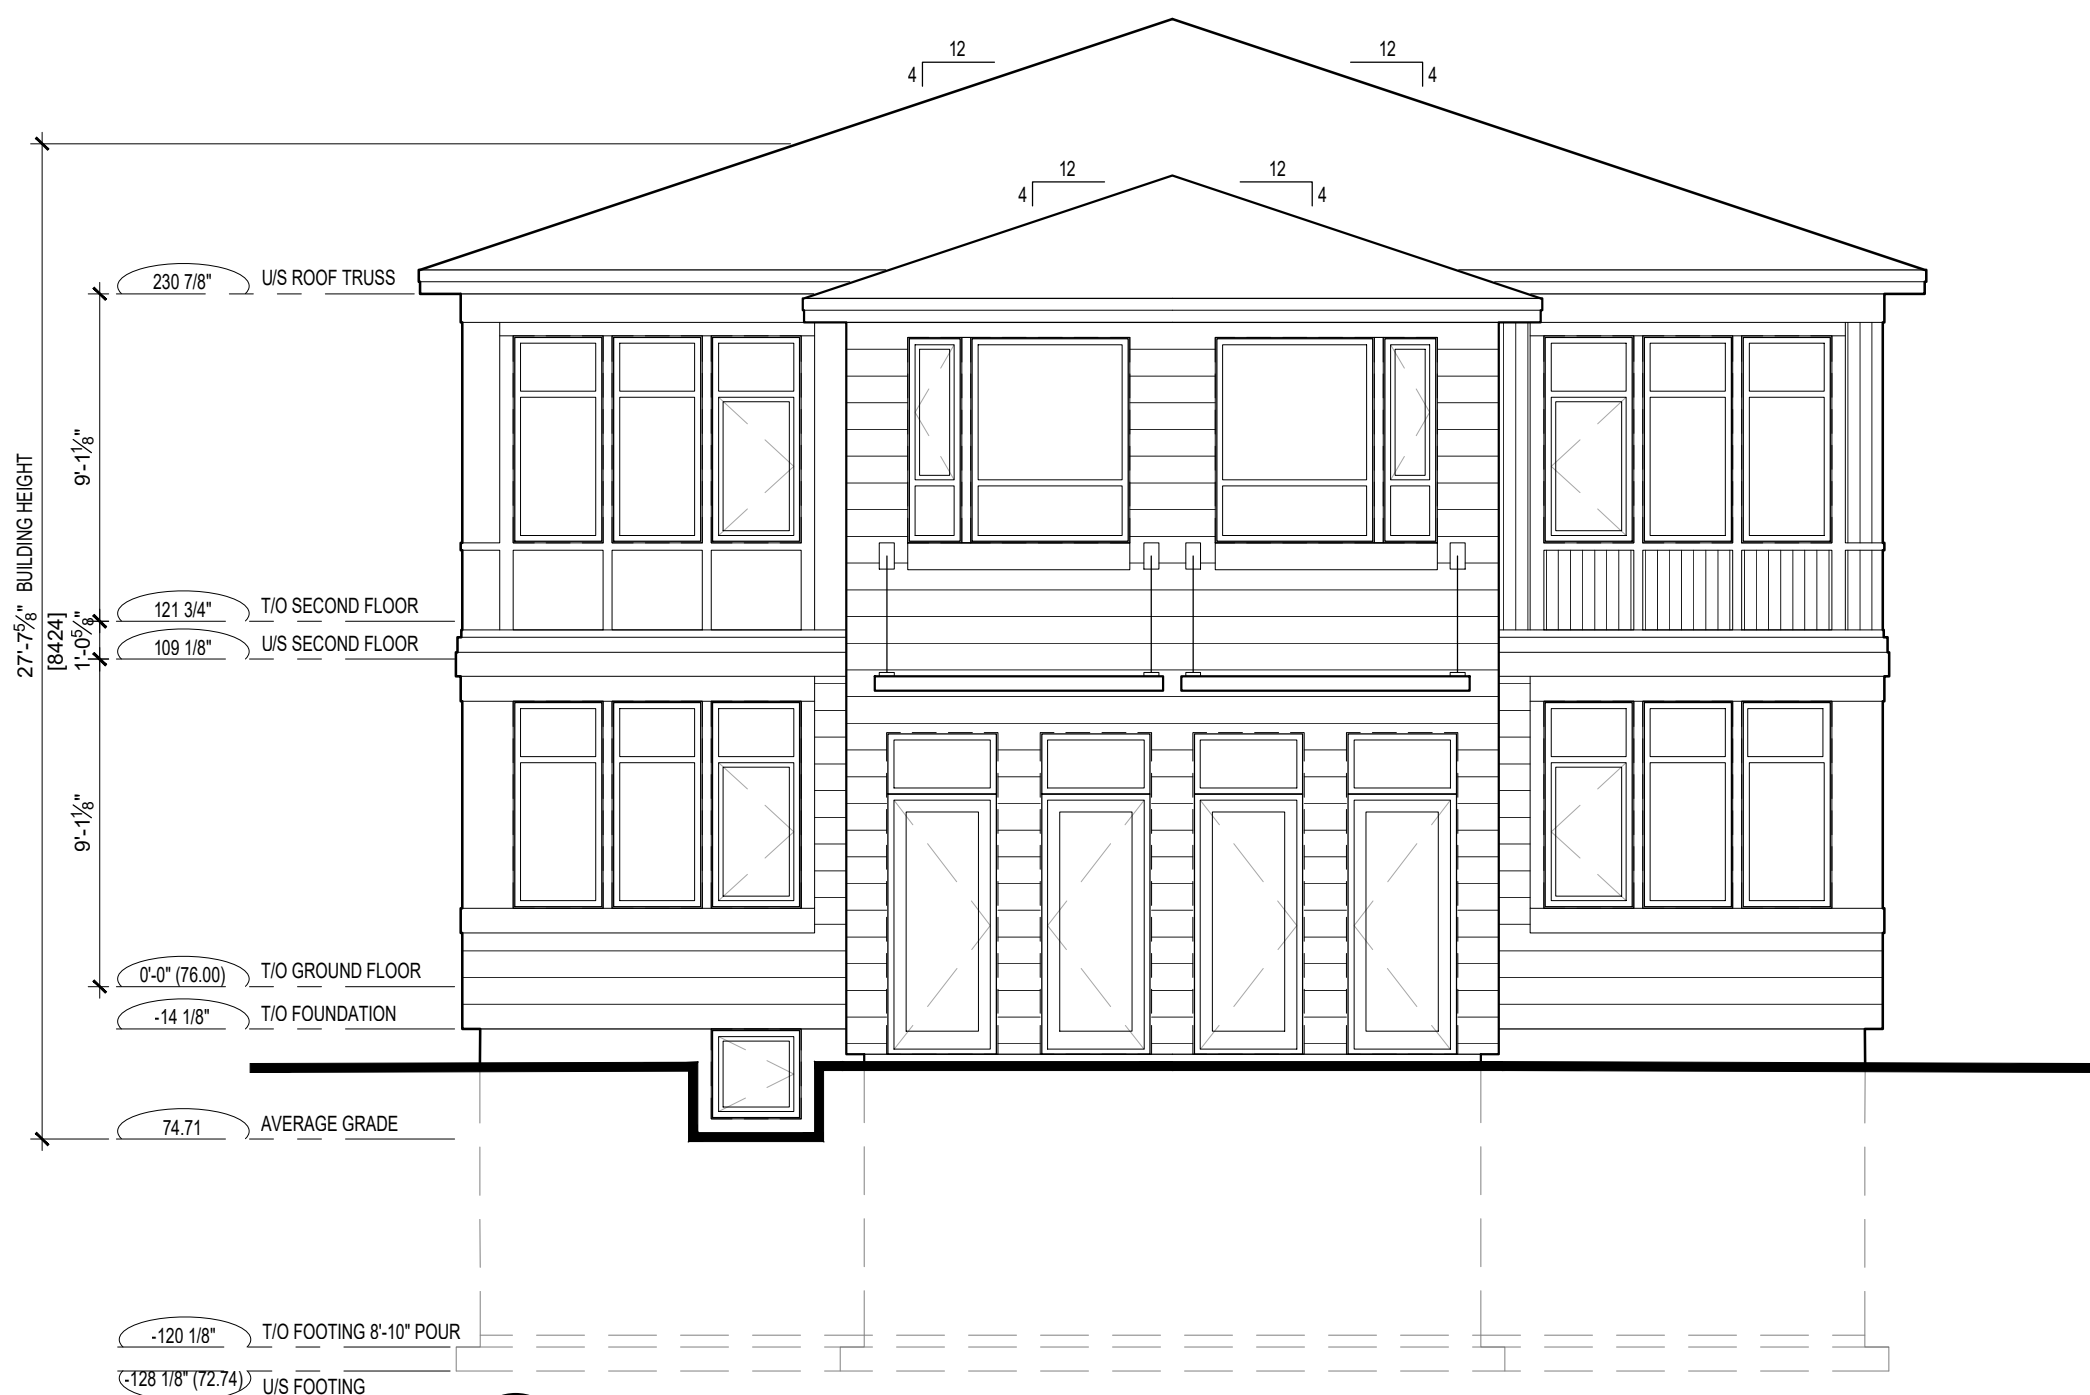 12
4
12
4
12
4
12
4
230 7/8"
U/S ROOF TRUSS
9'-1⅛"
27'-7⅝" BUILDING HEIGHT
[8424]
121 3/4"
T/O SECOND FLOOR
1'-0⅝"
109 1/8"
U/S SECOND FLOOR
9'-1⅛"
0'-0" (76.00)
T/O GROUND FLOOR
-14 1/8"
T/O FOUNDATION
74.71
AVERAGE GRADE
-120 1/8"
T/O FOOTING 8'-10" POUR
-128 1/8" (72.74)
U/S FOOTING